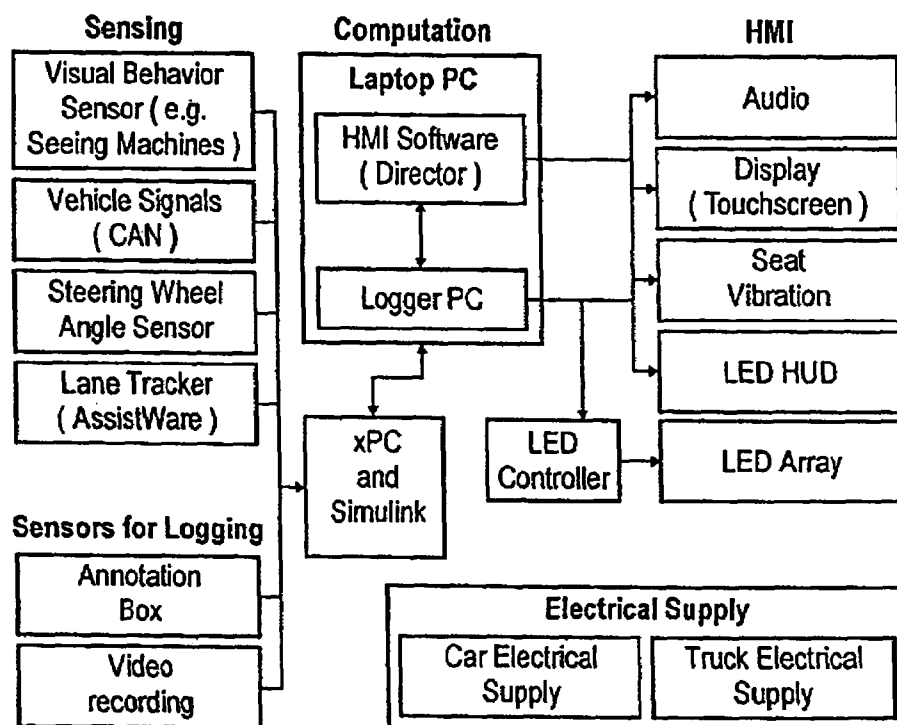 Sensing
Visual Behavior
Sensor ( e.g.
Seeing Machines )
Vehicle Signals
( CAN )
Steering Wheel
Angle Sensor
Lane Tracker
( AssistWare )
Sensors for Logging
Annotation
Box
Video
recording
Computation
Laptop PC
HMI Software
( Director )
Logger PC
xPC
and
Simulink
LED
Controller
HMI
Audio
Display
( Touchscreen )
Seat
Vibration
LED HUD
LED Array
Electrical Supply
Car Electrical
Supply
Truck Electrical
Supply